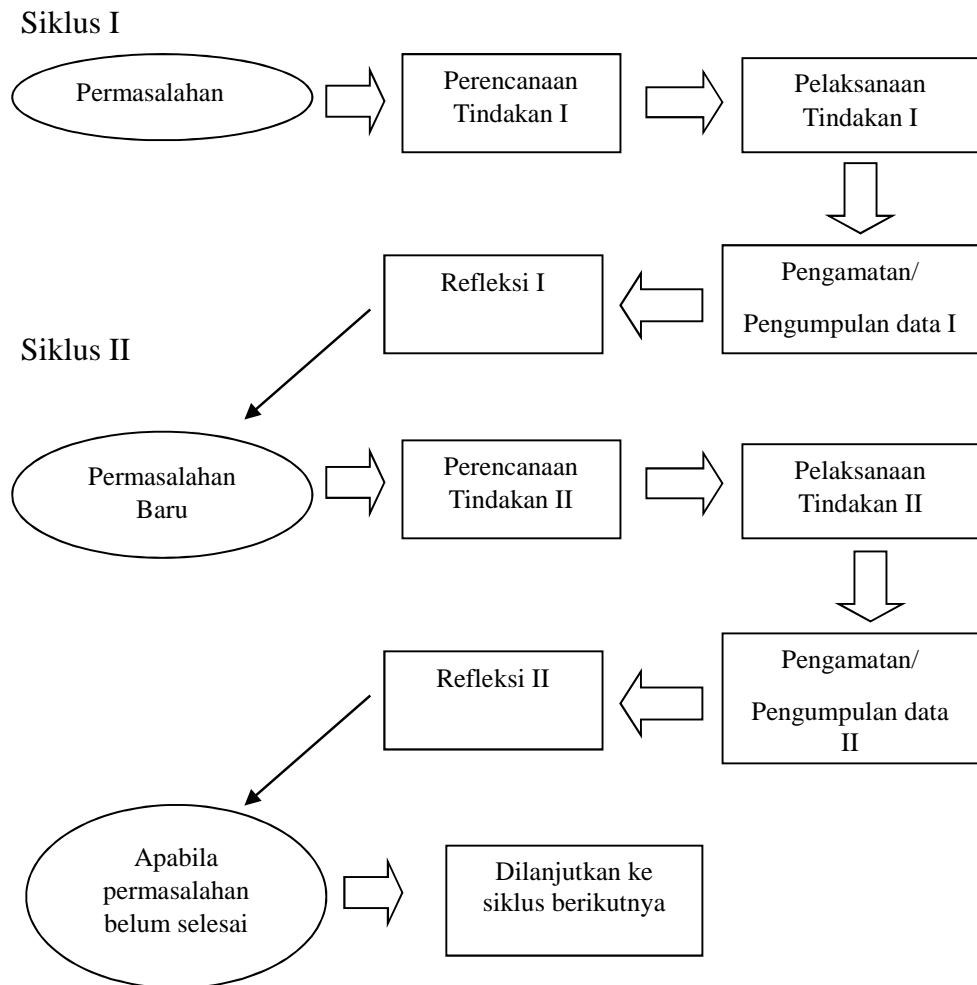 Siklus I
Permasalahan
Perencanaan
Tindakan I
Pelaksanaan
Tindakan I
Pengamatan/
Pengumpulan data I
Refleksi I
Siklus II
Permasalahan
Baru
Perencanaan
Tindakan II
Pelaksanaan
Tindakan II
Pengamatan/
Pengumpulan data
II
Refleksi II
Apabila
permasalahan
belum selesai
Dilanjutkan ke
siklus berikutnya